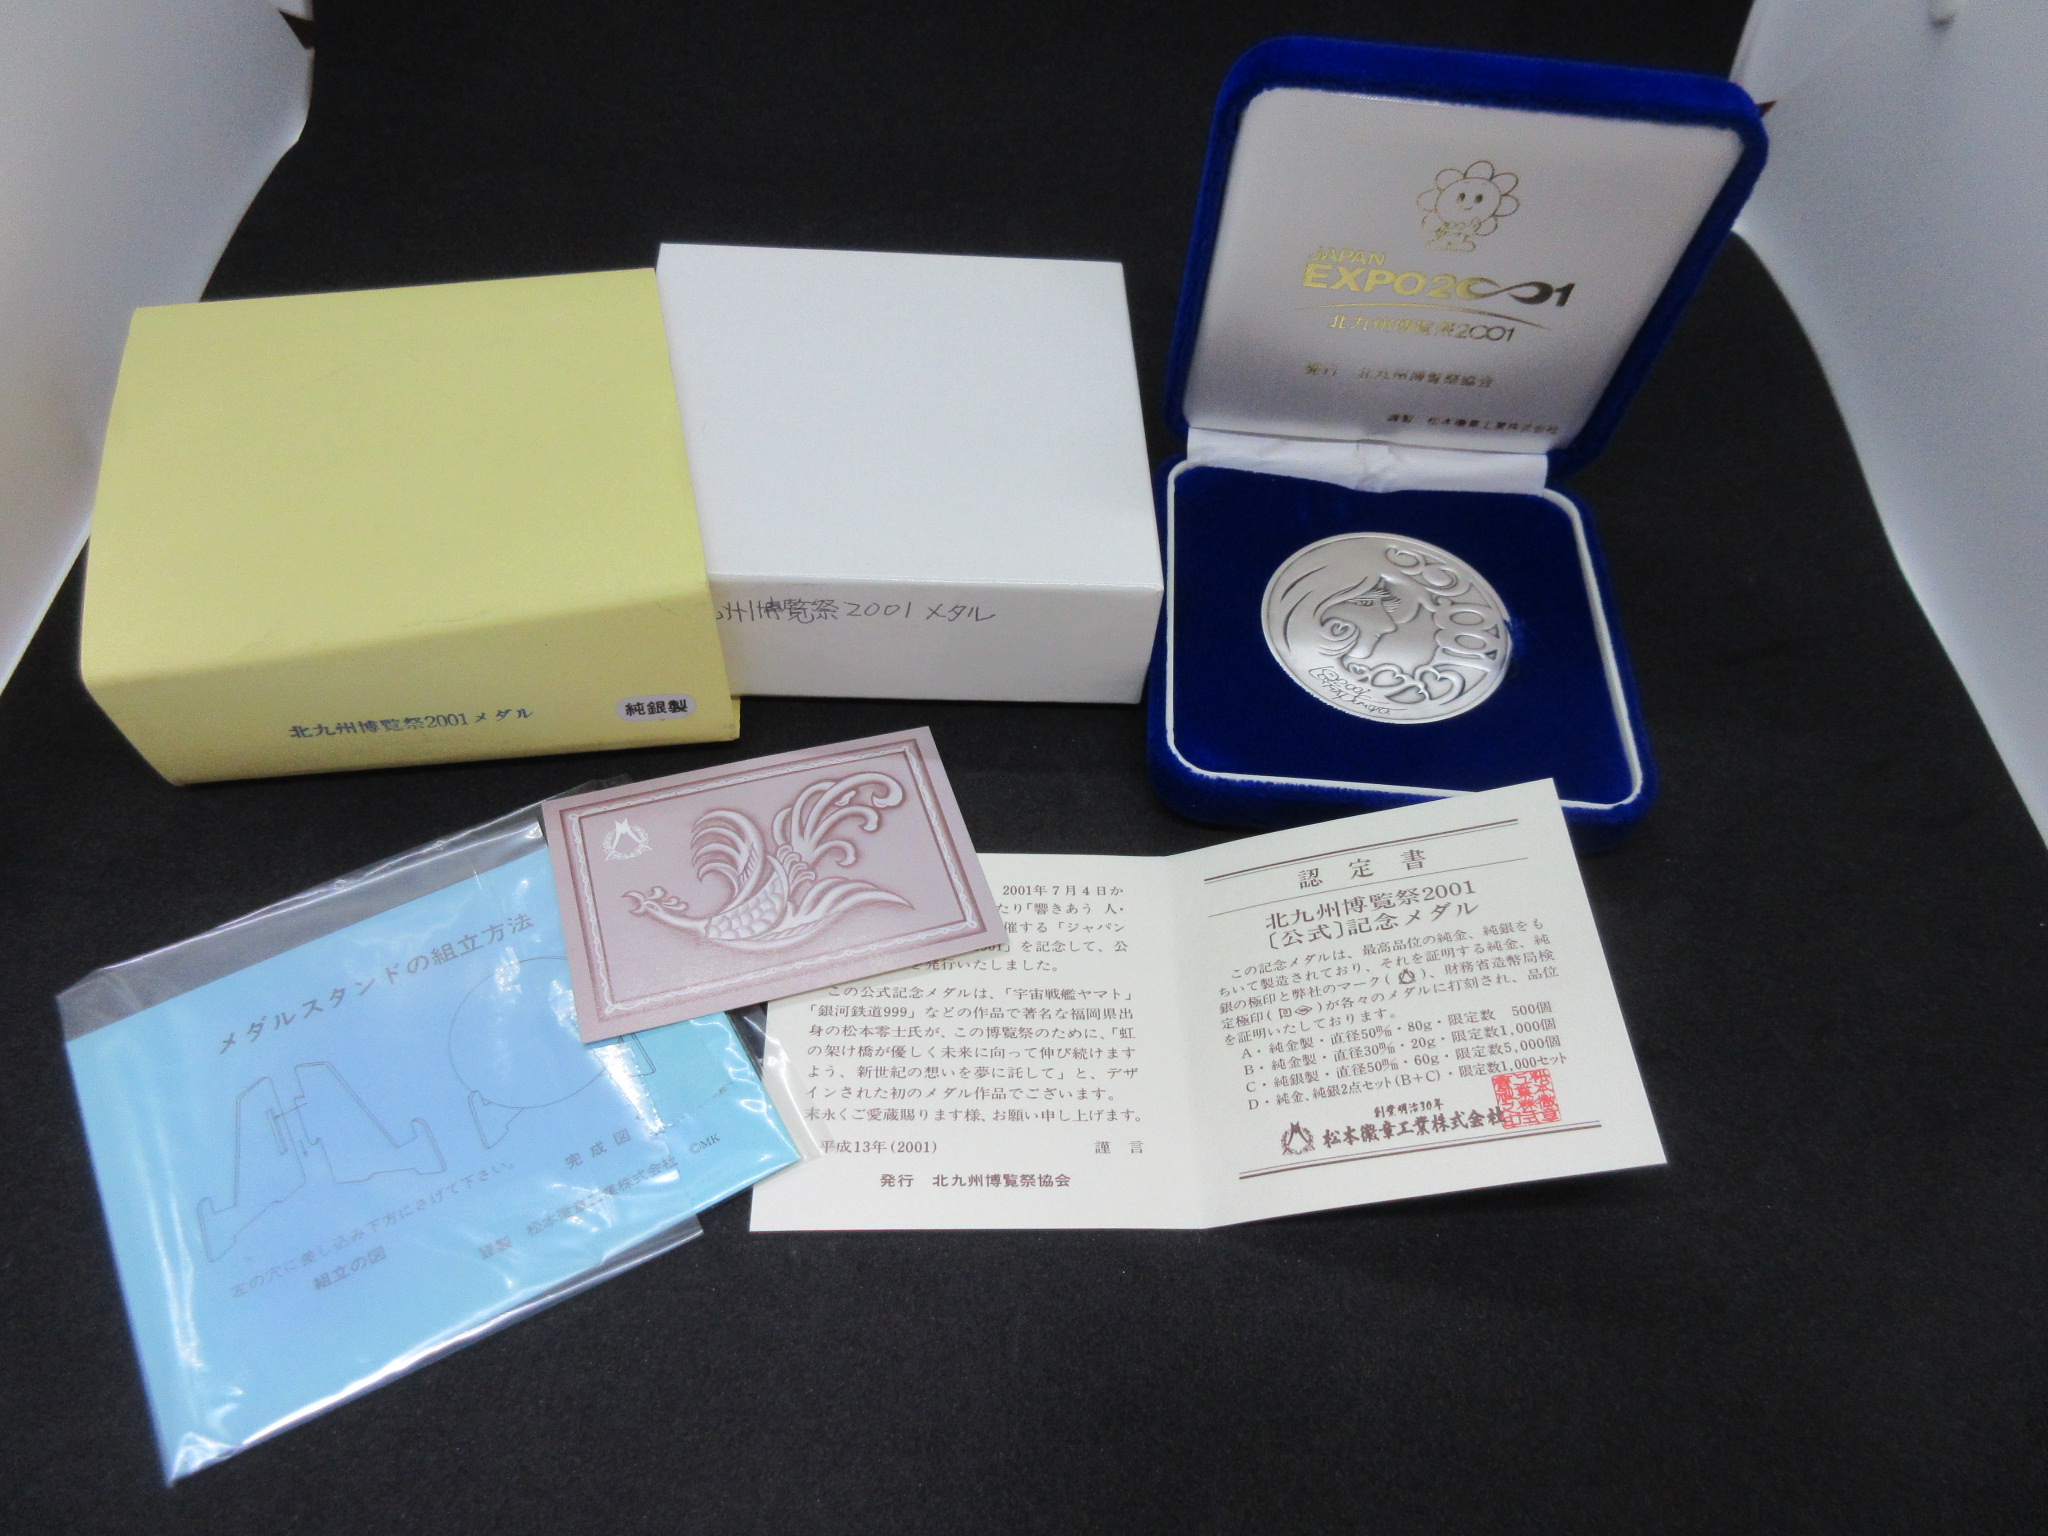 JAPAN
EXPO2001
北九州博覧祭2001
発行 北九州博覧祭協会
謹製 松本徽章工業株式会社
州博覧祭2001メダル
北九州博覧祭2001メダル
純銀製
©2001
メダルスタンドの組立方法
完成図
左の穴に差し込み下方にさげて下さい。
組立の図
謹製 松本徽章工業株式会社 ©MK
2001年7月4日か
たり「響きあう 人・
催する「ジャパン
001」を記念して、公
を発行いたしました。
この公式記念メダルは、「宇宙戦艦ヤマト」
「銀河鉄道999」などの作品で著名な福岡県出
身の松本零士氏が、この博覧祭のために、「虹
の架け橋が優しく未来に向って伸び続けます
よう、新世紀の想いを夢に託して」と、デザ
インされた初のメダル作品でございます。
末永くご愛蔵賜ります様、お願い申し上げます。
平成13年(2001) 謹言
発行 北九州博覧祭協会
認定書
北九州博覧祭2001
〔公式〕記念メダル
この記念メダルは、最高品位の純金、純銀をも
ちいて製造されており、それを証明する純金、純
銀の極印と弊社のマーク( )、財務省造幣局検
定極印( )が各々のメダルに打刻され、品位
を証明いたしております。
A・純金製・直径50㎜・80g・限定数 500個
B・純金製・直径30㎜・20g・限定数1,000個
C・純銀製・直径50㎜・60g・限定数5,000個
D・純金、純銀2点セット(B+C)・限定数1,000セット
創業明治30年
松本徽章工業株式会社